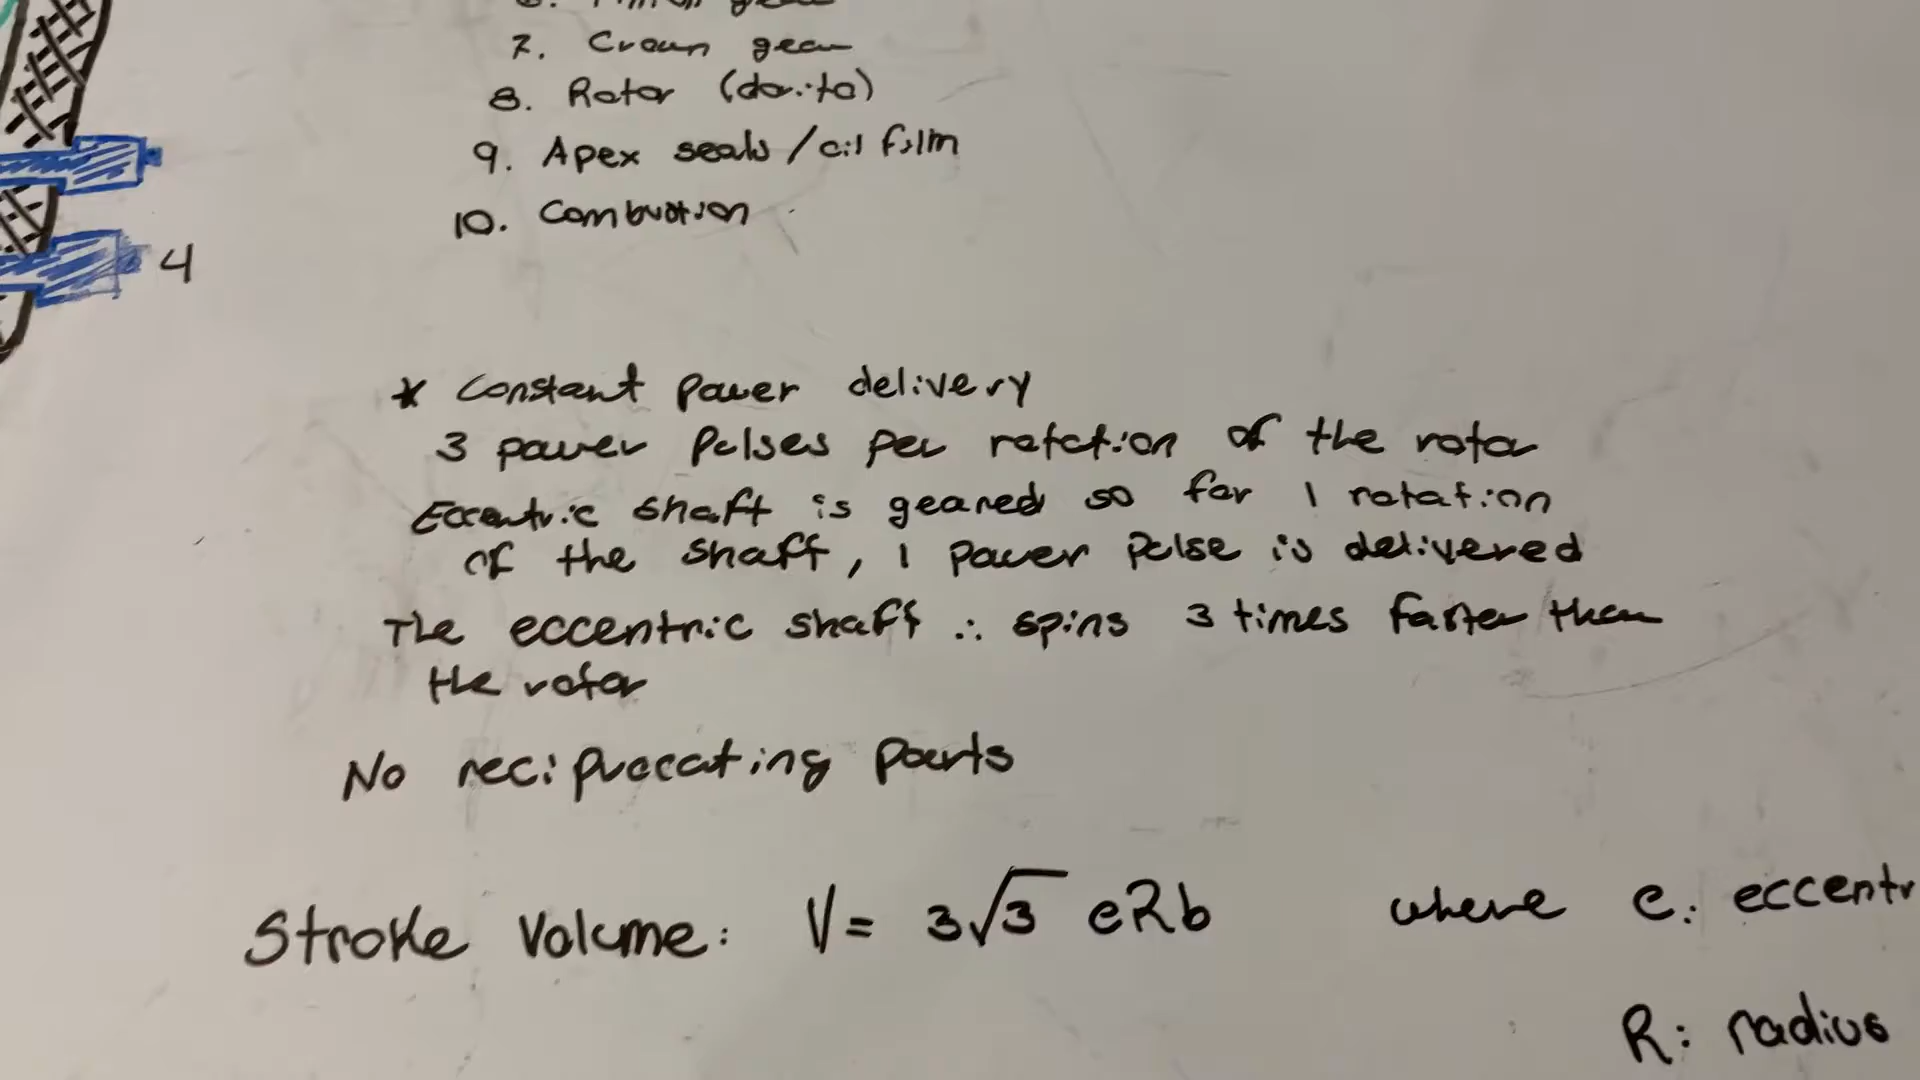 7. Crown gear
8. Rotor (dorito)
9. Apex seals / oil film
10. Combustion
4
* Constant power delivery
3 power pulses per rotation of the rotor
Eccentric shaft is geared so for 1 rotation
of the shaft, 1 power pulse is delivered
The eccentric shaft ∴ spins 3 times faster than
the rotor
No reciprocating parts
Stroke Volume: V = 3√3 eRb where e: eccentr
R: radius